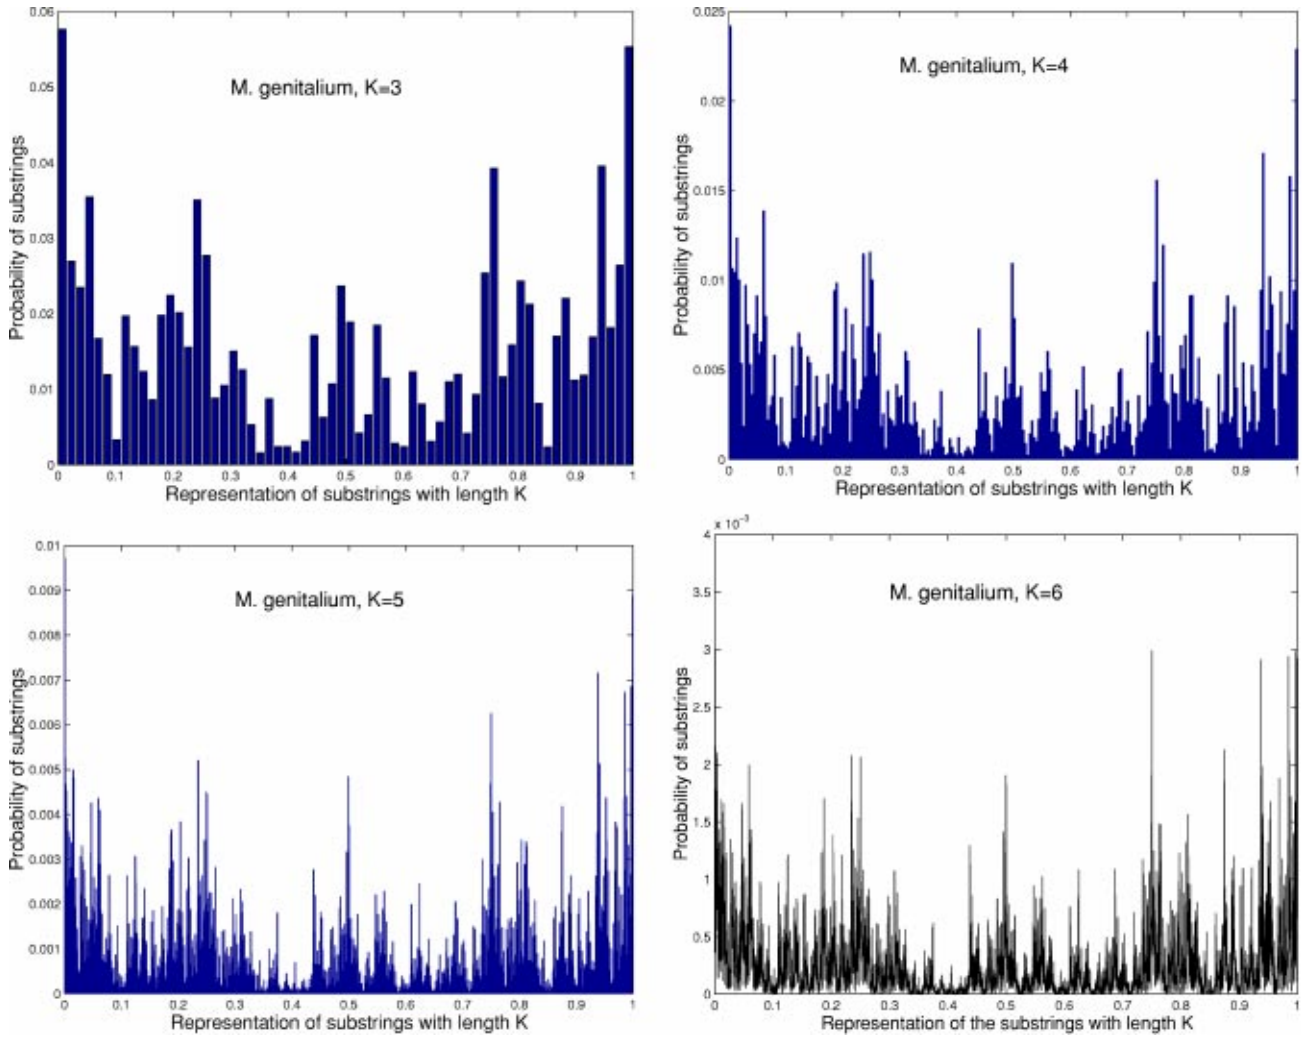 M. genitalium, K=3
Probability of substrings
0.06
0.05
0.04
0.03
0.02
0.01
0
0 0.1 0.2 0.3 0.4 0.5 0.6 0.7 0.8 0.9 1
Representation of substrings with length K
M. genitalium, K=4
Probability of substrings
0.025
0.02
0.015
0.01
0.005
0
0 0.1 0.2 0.3 0.4 0.5 0.6 0.7 0.8 0.9 1
Representation of substrings with length K
M. genitalium, K=5
Probability of substrings
0.01
0.009
0.008
0.007
0.006
0.005
0.004
0.003
0.002
0.001
0
0 0.1 0.2 0.3 0.4 0.5 0.6 0.7 0.8 0.9 1
Representation of substrings with length K
x 10⁻³
M. genitalium, K=6
Probability of substrings
4
3.5
3
2.5
2
1.5
1
0.5
0
0 0.1 0.2 0.3 0.4 0.5 0.6 0.7 0.8 0.9 1
Representation of the substrings with length K